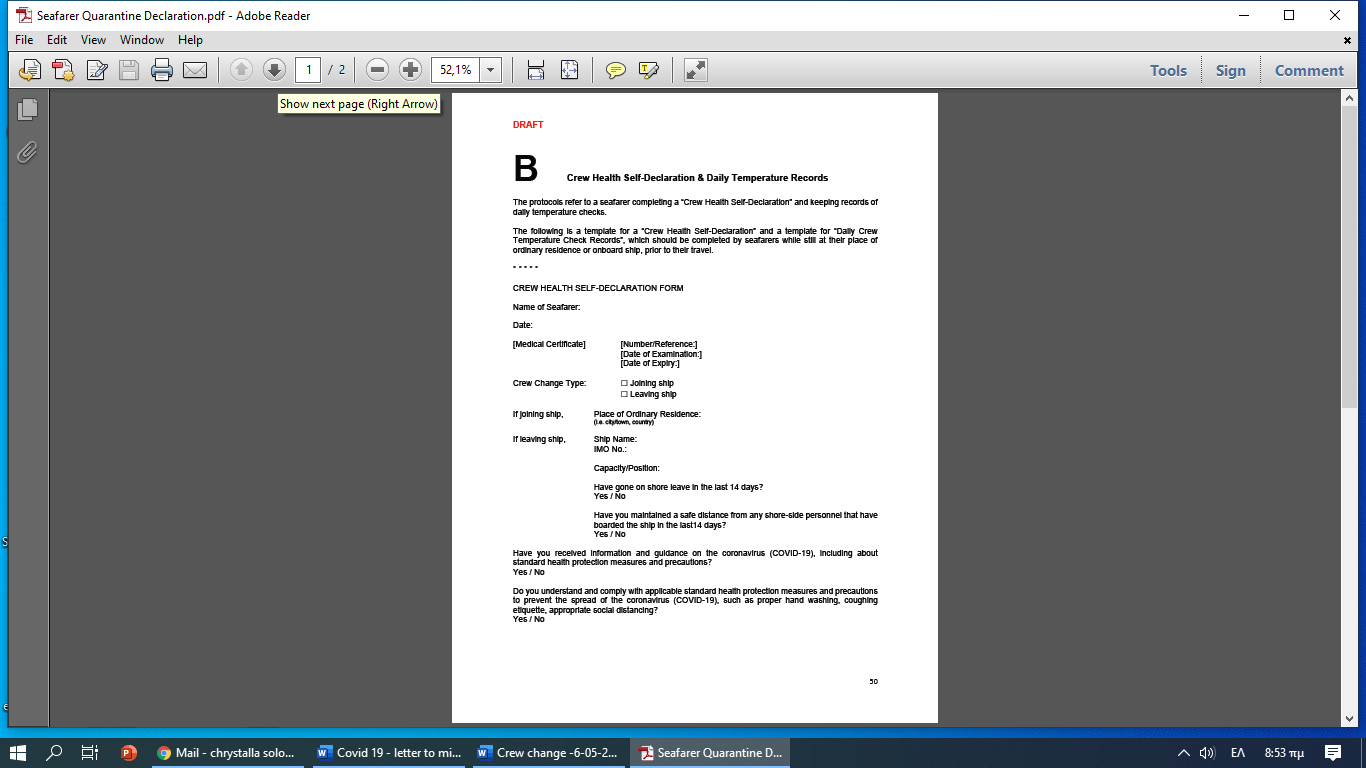 Seafarer Quarantine Declaration.pdf - Adobe Reader
File Edit View Window Help
1 / 2 52,1% Tools Sign Comment
Show next page (Right Arrow)
DRAFT
B Crew Health Self-Declaration & Daily Temperature Records
The protocols refer to a seafarer completing a "Crew Health Self-Declaration" and keeping records of
daily temperature checks.
The following is a template for a "Crew Health Self-Declaration" and a template for "Daily Crew
Temperature Check Records", which should be completed by seafarers while still at their place of
ordinary residence or onboard ship, prior to their travel.
- - - - -
CREW HEALTH SELF-DECLARATION FORM
Name of Seafarer:
Date:
[Medical Certificate] [Number/Reference:]
[Date of Examination:]
[Date of Expiry:]
Crew Change Type: ☐ Joining ship
☐ Leaving ship
If joining ship, Place of Ordinary Residence:
(i.e. city/town, country)
If leaving ship, Ship Name:
IMO No.:
Capacity/Position:
Have gone on shore leave in the last 14 days?
Yes / No
Have you maintained a safe distance from any shore-side personnel that have
boarded the ship in the last14 days?
Yes / No
Have you received information and guidance on the coronavirus (COVID-19), including about
standard health protection measures and precautions?
Yes / No
Do you understand and comply with applicable standard health protection measures and precautions
to prevent the spread of the coronavirus (COVID-19), such as proper hand washing, coughing
etiquette, appropriate social distancing?
Yes / No
50
Mail - chrystalla solo... Covid 19 - letter to mi... Crew change -6-05-2... Seafarer Quarantine D... ΕΛ 8:53 πμ